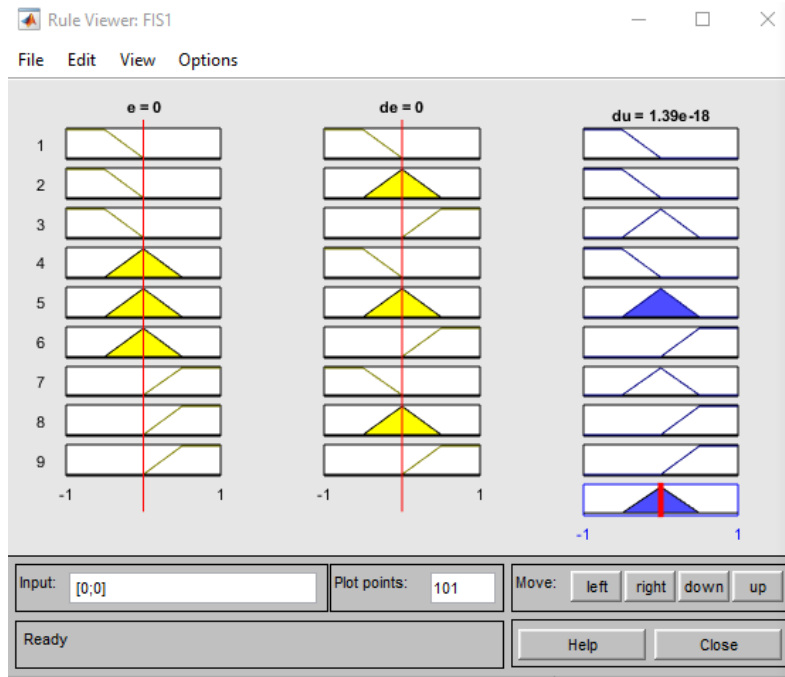 Rule Viewer: FIS1
File Edit View Options
e = 0 de = 0 du = 1.39e-18
1
2
3
4
5
6
7
8
9
-1 1 -1 1
-1 1
Input: [0;0] Plot points: 101 Move: left right down up
Ready Help Close